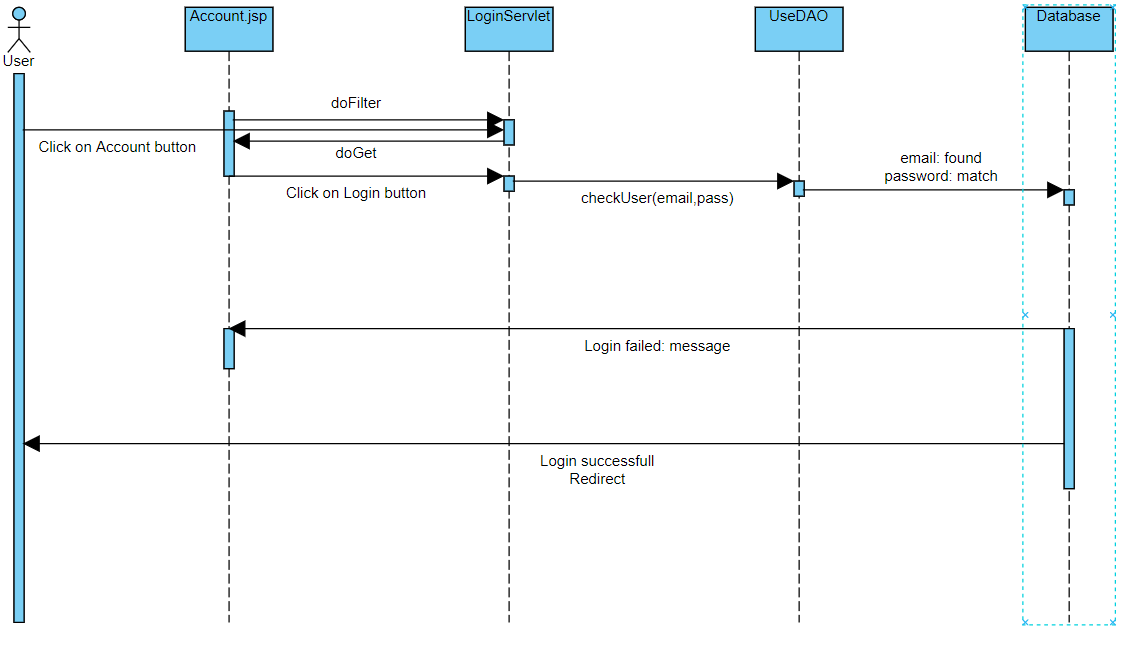 Account.jsp
LoginServlet
UseDAO
Database
User
doFilter
Click on Account button
doGet
email: found
password: match
Click on Login button
checkUser(email,pass)
Login failed: message
Login successfull
Redirect